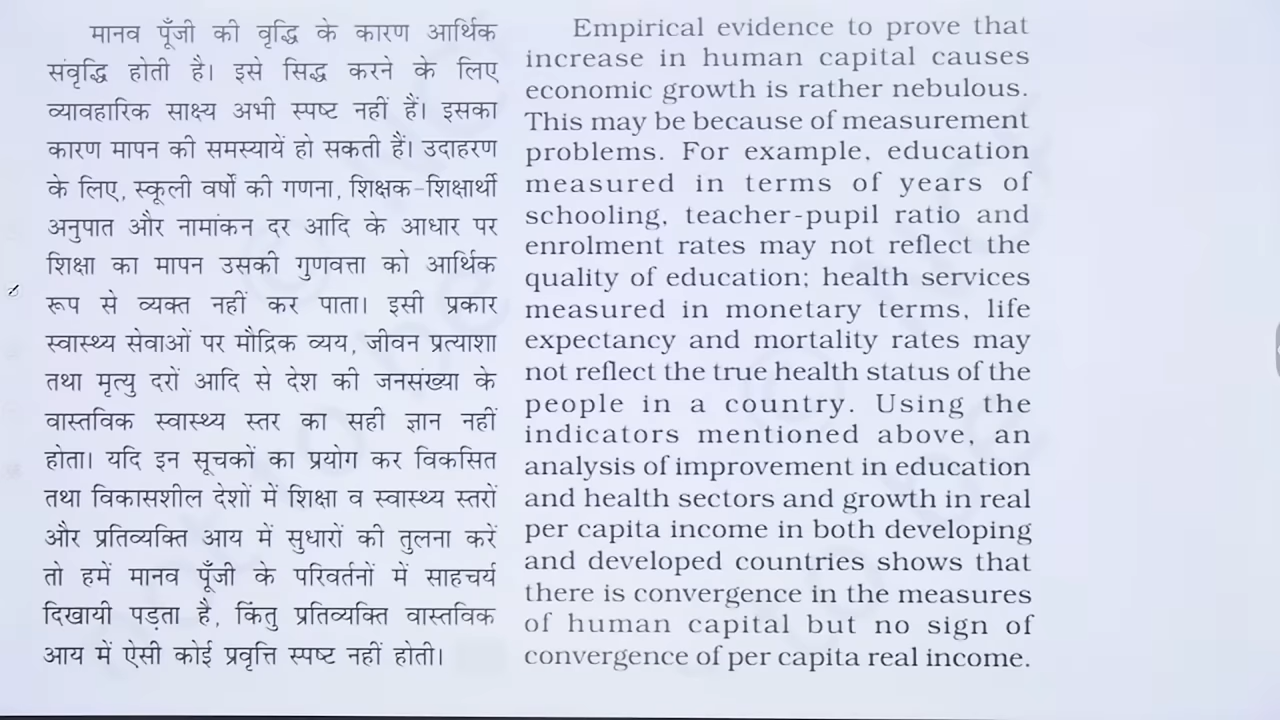 मानव पूँजी की वृद्धि के कारण आर्थिक
संवृद्धि होती है। इसे सिद्ध करने के लिए
व्यावहारिक साक्ष्य अभी स्पष्ट नहीं हैं। इसका
कारण मापन की समस्यायें हो सकती हैं। उदाहरण
के लिए, स्कूली वर्षों की गणना, शिक्षक-शिक्षार्थी
अनुपात और नामांकन दर आदि के आधार पर
शिक्षा का मापन उसकी गुणवत्ता को आर्थिक
रूप से व्यक्त नहीं कर पाता। इसी प्रकार
स्वास्थ्य सेवाओं पर मौद्रिक व्यय, जीवन प्रत्याशा
तथा मृत्यु दरों आदि से देश की जनसंख्या के
वास्तविक स्वास्थ्य स्तर का सही ज्ञान नहीं
होता। यदि इन सूचकों का प्रयोग कर विकसित
तथा विकासशील देशों में शिक्षा व स्वास्थ्य स्तरों
और प्रतिव्यक्ति आय में सुधारों की तुलना करें
तो हमें मानव पूँजी के परिवर्तनों में साहचर्य
दिखायी पड़ता है, किंतु प्रतिव्यक्ति वास्तविक
आय में ऐसी कोई प्रवृत्ति स्पष्ट नहीं होती।
Empirical evidence to prove that
increase in human capital causes
economic growth is rather nebulous.
This may be because of measurement
problems. For example, education
measured in terms of years of
schooling, teacher-pupil ratio and
enrolment rates may not reflect the
quality of education; health services
measured in monetary terms, life
expectancy and mortality rates may
not reflect the true health status of the
people in a country. Using the
indicators mentioned above, an
analysis of improvement in education
and health sectors and growth in real
per capita income in both developing
and developed countries shows that
there is convergence in the measures
of human capital but no sign of
convergence of per capita real income.